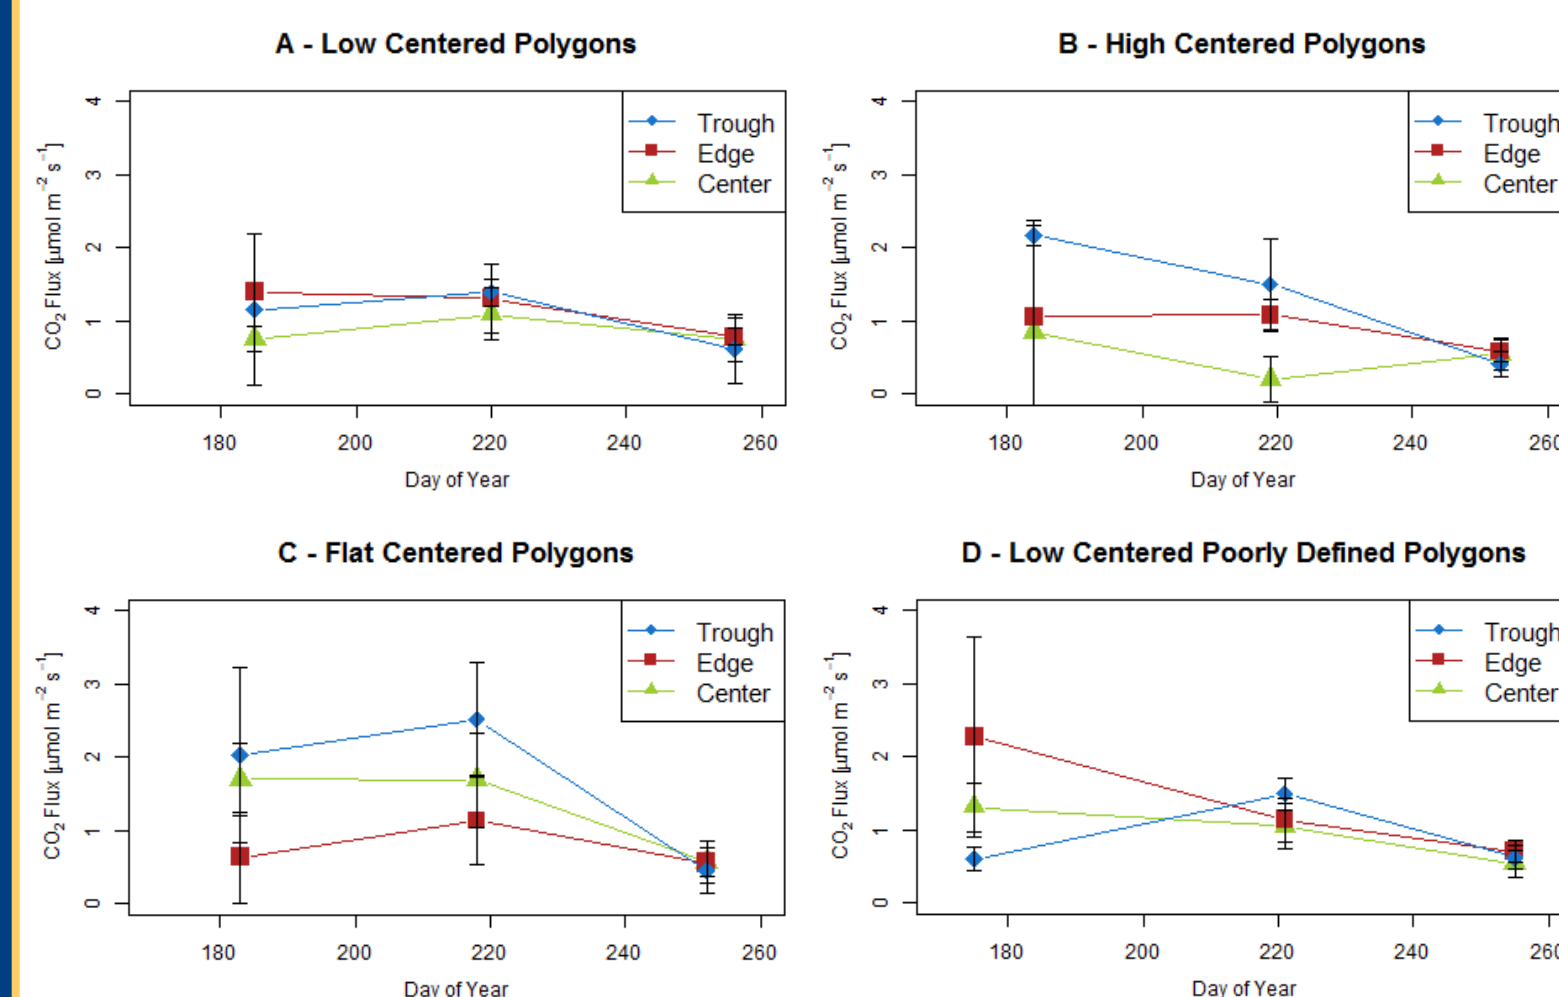 A - Low Centered Polygons
4
3
2
1
0
CO2 Flux [µmol m−2 s−1]
Trough
Edge
Center
180 200 220 240 260
Day of Year
B - High Centered Polygons
4
3
2
1
0
CO2 Flux [µmol m−2 s−1]
Trough
Edge
Center
180 200 220 240 260
Day of Year
C - Flat Centered Polygons
4
3
2
1
0
CO2 Flux [µmol m−2 s−1]
Trough
Edge
Center
180 200 220 240 260
Day of Year
D - Low Centered Poorly Defined Polygons
4
3
2
1
0
CO2 Flux [µmol m−2 s−1]
Trough
Edge
Center
180 200 220 240 260
Day of Year